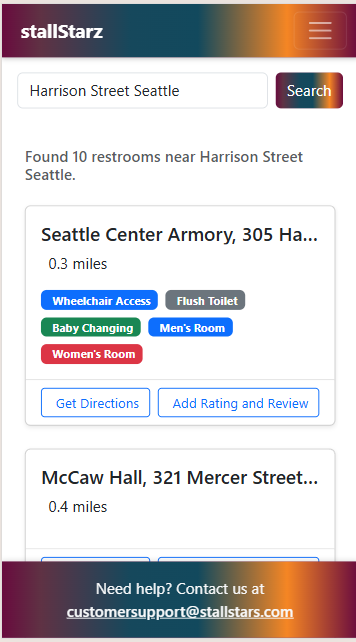 stallStarz
Harrison Street Seattle
Search
Found 10 restrooms near Harrison Street
Seattle.
Seattle Center Armory, 305 Ha...
0.3 miles
Wheelchair Access
Flush Toilet
Baby Changing
Men's Room
Women's Room
Get Directions
Add Rating and Review
McCaw Hall, 321 Mercer Street...
0.4 miles
Need help? Contact us at
customersupport@stallstars.com